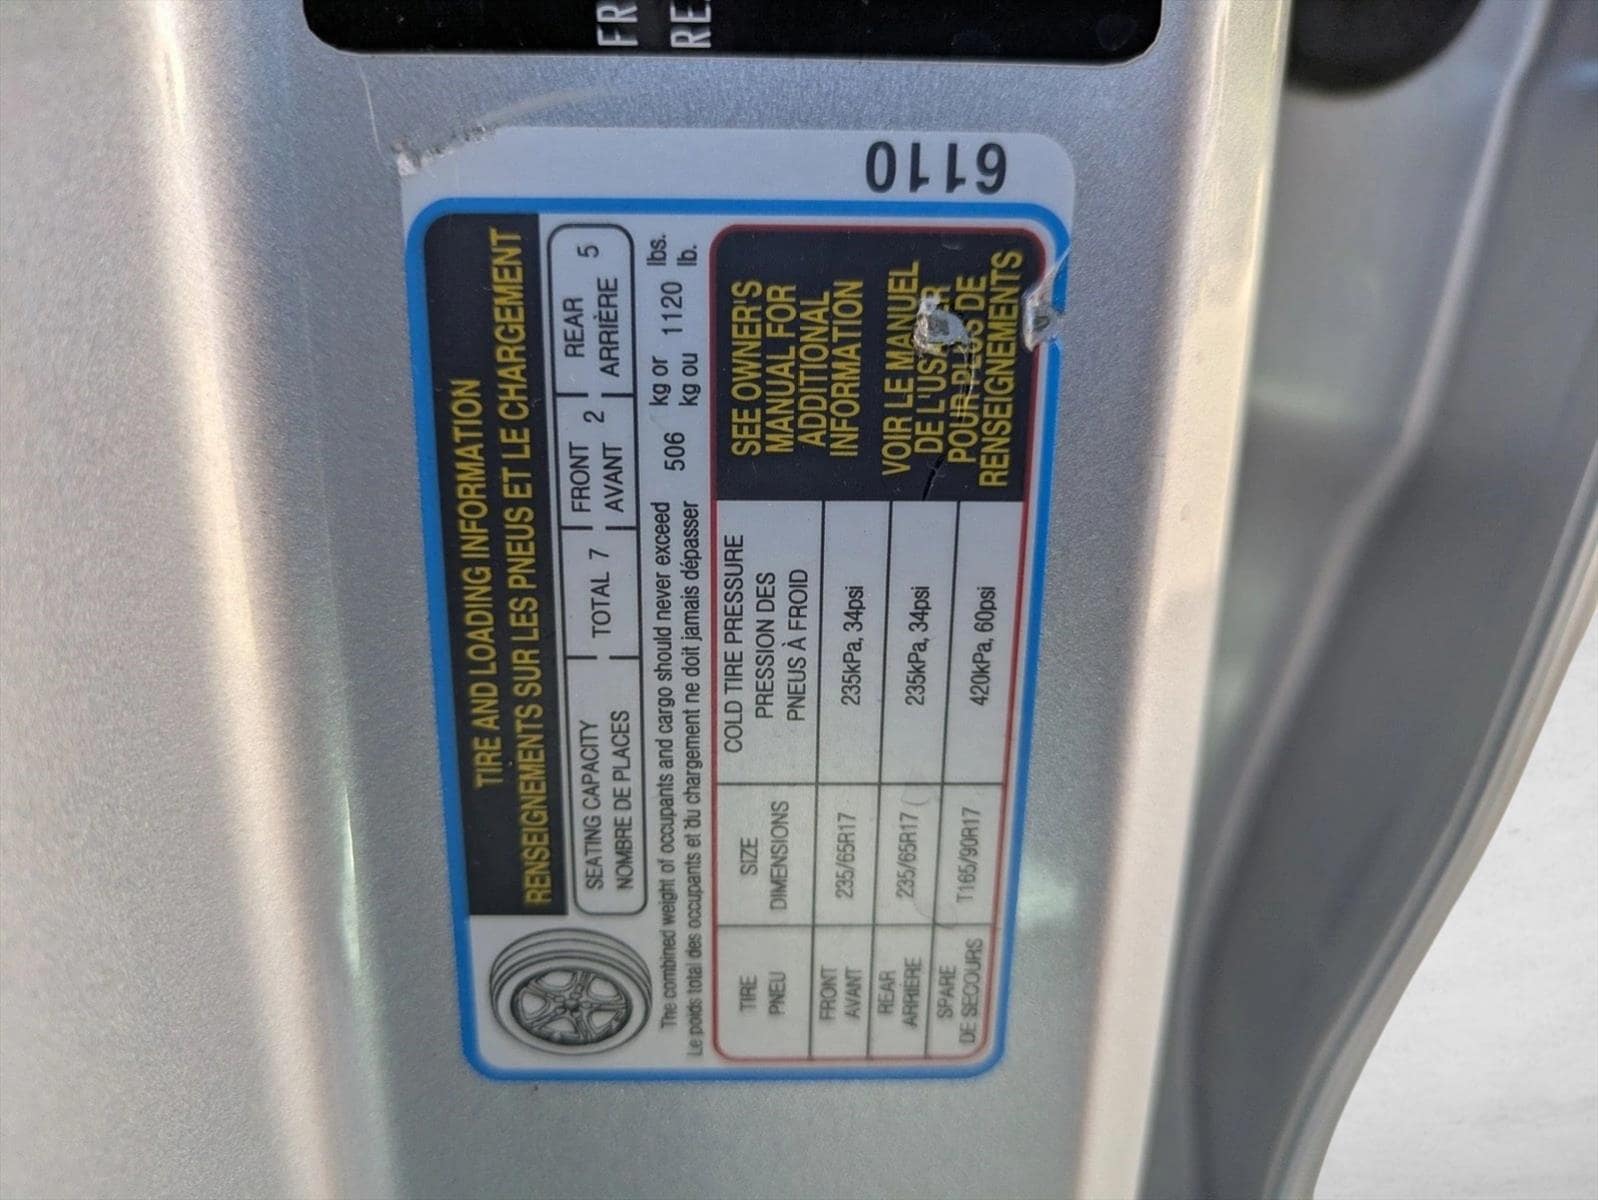 FR
RE
6110
TIRE AND LOADING INFORMATION
RENSEIGNEMENTS SUR LES PNEUS ET LE CHARGEMENT
SEATING CAPACITY TOTAL 7 FRONT 2 REAR 5
NOMBRE DE PLACES AVANT ARRIÈRE
The combined weight of occupants and cargo should never exceed 506 kg or 1120 lbs.
Le poids total des occupants et du chargement ne doit jamais dépasser kg ou lb.
TIRE SIZE COLD TIRE PRESSURE
PNEU DIMENSIONS PRESSION DES
PNEUS À FROID
FRONT 235/65R17 235kPa, 34psi
AVANT
REAR 235/65R17 235kPa, 34psi
ARRIÈRE
SPARE T165/90R17 420kPa, 60psi
DE SECOURS
SEE OWNER'S
MANUAL FOR
ADDITIONAL
INFORMATION
VOIR LE MANUEL
DE
POUR PLUS DE
RENSEIGNEMENTS